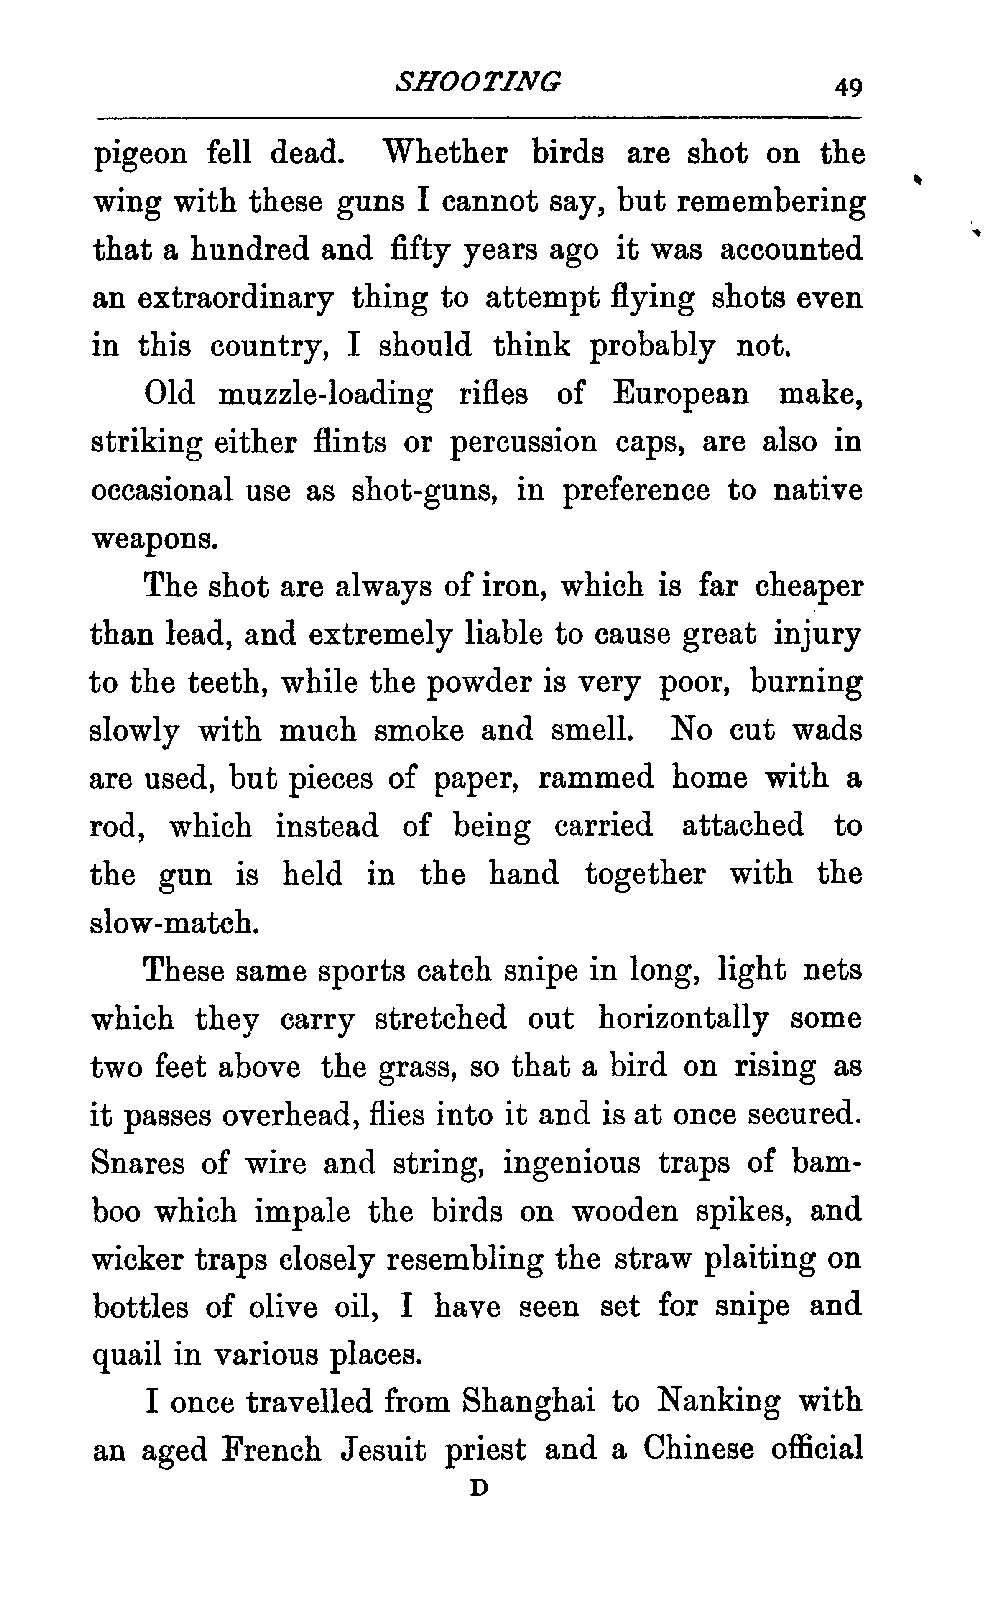 SHOOTING 49
pigeon fell dead. Whether birds are shot on the
wing with these guns I cannot say, but remembering
that a hundred and fifty years ago it was accounted
an extraordinary thing to attempt flying shots even
in this country, I should think probably not.
Old muzzle-loading rifles of European make,
striking either flints or percussion caps, are also in
occasional use as shot-guns, in preference to native
weapons.
The shot are always of iron, which is far cheaper
than lead, and extremely liable to cause great injury
to the teeth, while the powder is very poor, burning
slowly with much smoke and smell. No cut wads
are used, but pieces of paper, rammed home with a
rod, which instead of being carried attached to
the gun is held in the hand together with the
slow-match.
These same sports catch snipe in long, light nets
which they carry stretched out horizontally some
two feet above the grass, so that a bird on rising as
it passes overhead, flies into it and is at once secured.
Snares of wire and string, ingenious traps of bam-
boo which impale the birds on wooden spikes, and
wicker traps closely resembling the straw plaiting on
bottles of olive oil, I have seen set for snipe and
quail in various places.
I once travelled from Shanghai to Nanking with
an aged French Jesuit priest and a Chinese official
D